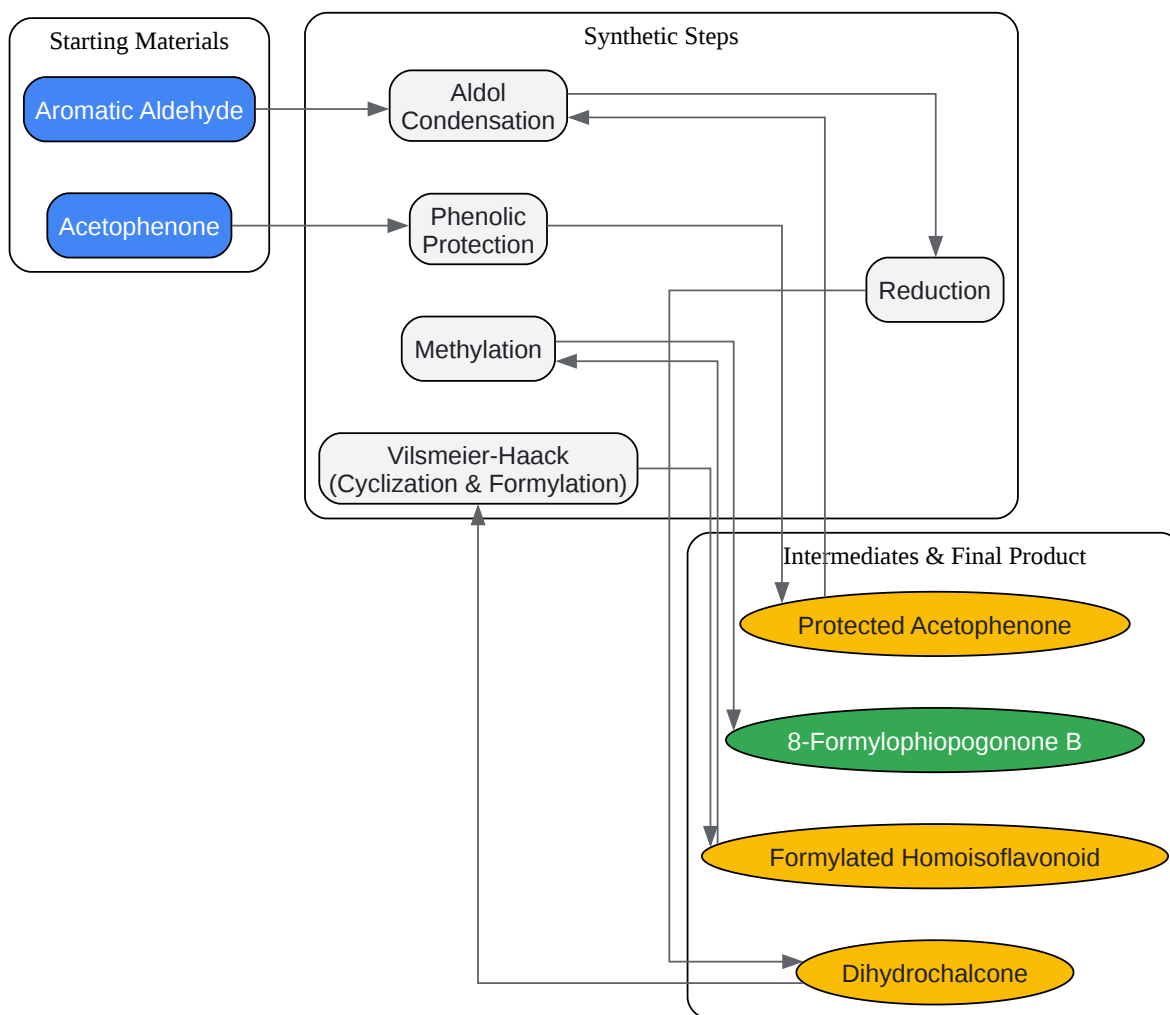 Starting Materials
Aromatic Aldehyde
Acetophenone
Synthetic Steps
Aldol
Condensation
Phenolic
Protection
Reduction
Methylation
Vilsmeier-Haack
(Cyclization & Formylation)
Intermediates & Final Product
Protected Acetophenone
8-Formylophiopogonone B
Formylated Homoisoflavonoid
Dihydrochalcone